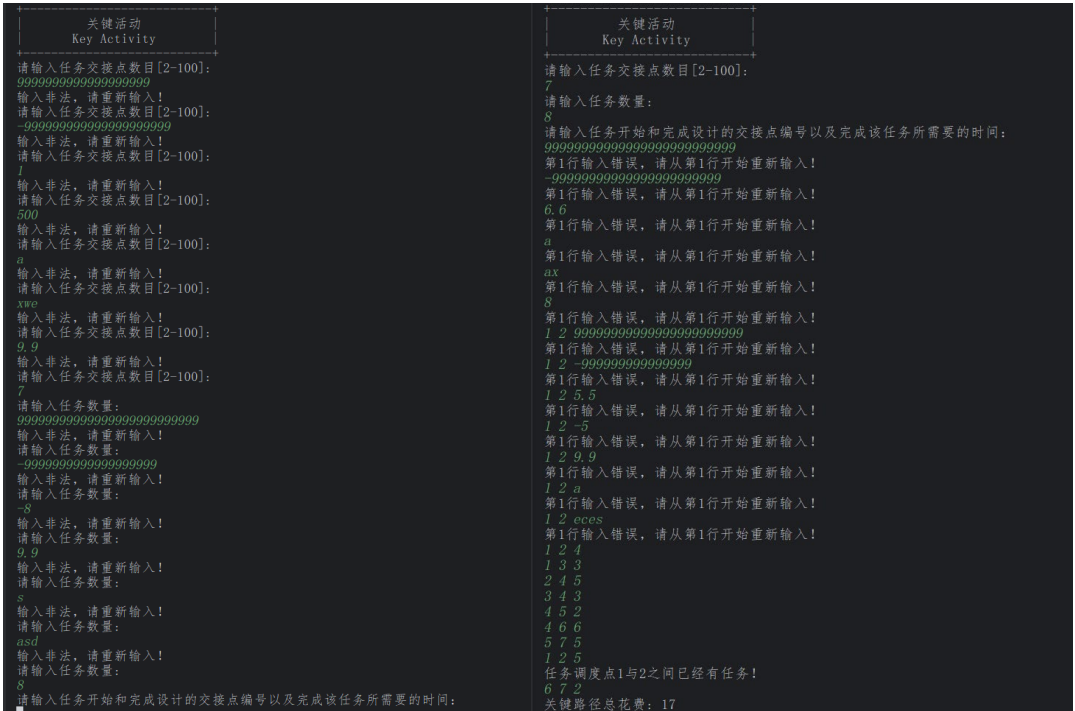 关键活动
Key Activity
请输入任务交接点数目[2-100]:
9999999999999999999
输入非法，请重新输入！
请输入任务交接点数目[2-100]:
-999999999999999999999
输入非法，请重新输入！
请输入任务交接点数目[2-100]:
1
输入非法，请重新输入！
请输入任务交接点数目[2-100]:
500
输入非法，请重新输入！
请输入任务交接点数目[2-100]:
a
输入非法，请重新输入！
请输入任务交接点数目[2-100]:
xwe
输入非法，请重新输入！
请输入任务交接点数目[2-100]:
9.9
输入非法，请重新输入！
请输入任务交接点数目[2-100]:
7
请输入任务数量:
99999999999999999999999999
输入非法，请重新输入！
请输入任务数量:
-9999999999999999999
输入非法，请重新输入！
请输入任务数量:
-8
输入非法，请重新输入！
请输入任务数量:
9.9
输入非法，请重新输入！
请输入任务数量:
s
输入非法，请重新输入！
请输入任务数量:
asd
输入非法，请重新输入！
请输入任务数量:
8
请输入任务开始和完成设计的交接点编号以及完成该任务所需要的时间:
关键活动
Key Activity
请输入任务交接点数目[2-100]:
7
请输入任务数量:
8
请输入任务开始和完成设计的交接点编号以及完成该任务所需要的时间:
99999999999999999999999999
第1行输入错误，请从第1行开始重新输入！
-99999999999999999999999
第1行输入错误，请从第1行开始重新输入！
6.6
第1行输入错误，请从第1行开始重新输入！
a
第1行输入错误，请从第1行开始重新输入！
ax
第1行输入错误，请从第1行开始重新输入！
8
第1行输入错误，请从第1行开始重新输入！
1 2 99999999999999999999999
第1行输入错误，请从第1行开始重新输入！
1 2 -999999999999999
第1行输入错误，请从第1行开始重新输入！
1 2 5.5
第1行输入错误，请从第1行开始重新输入！
1 2 -5
第1行输入错误，请从第1行开始重新输入！
1 2 9.9
第1行输入错误，请从第1行开始重新输入！
1 2 a
第1行输入错误，请从第1行开始重新输入！
1 2 eces
第1行输入错误，请从第1行开始重新输入！
1 2 4
1 3 3
2 4 5
3 4 3
4 5 2
4 6 6
5 7 5
1 2 5
任务调度点1与2之间已经有任务！
6 7 2
关键路径总花费: 17